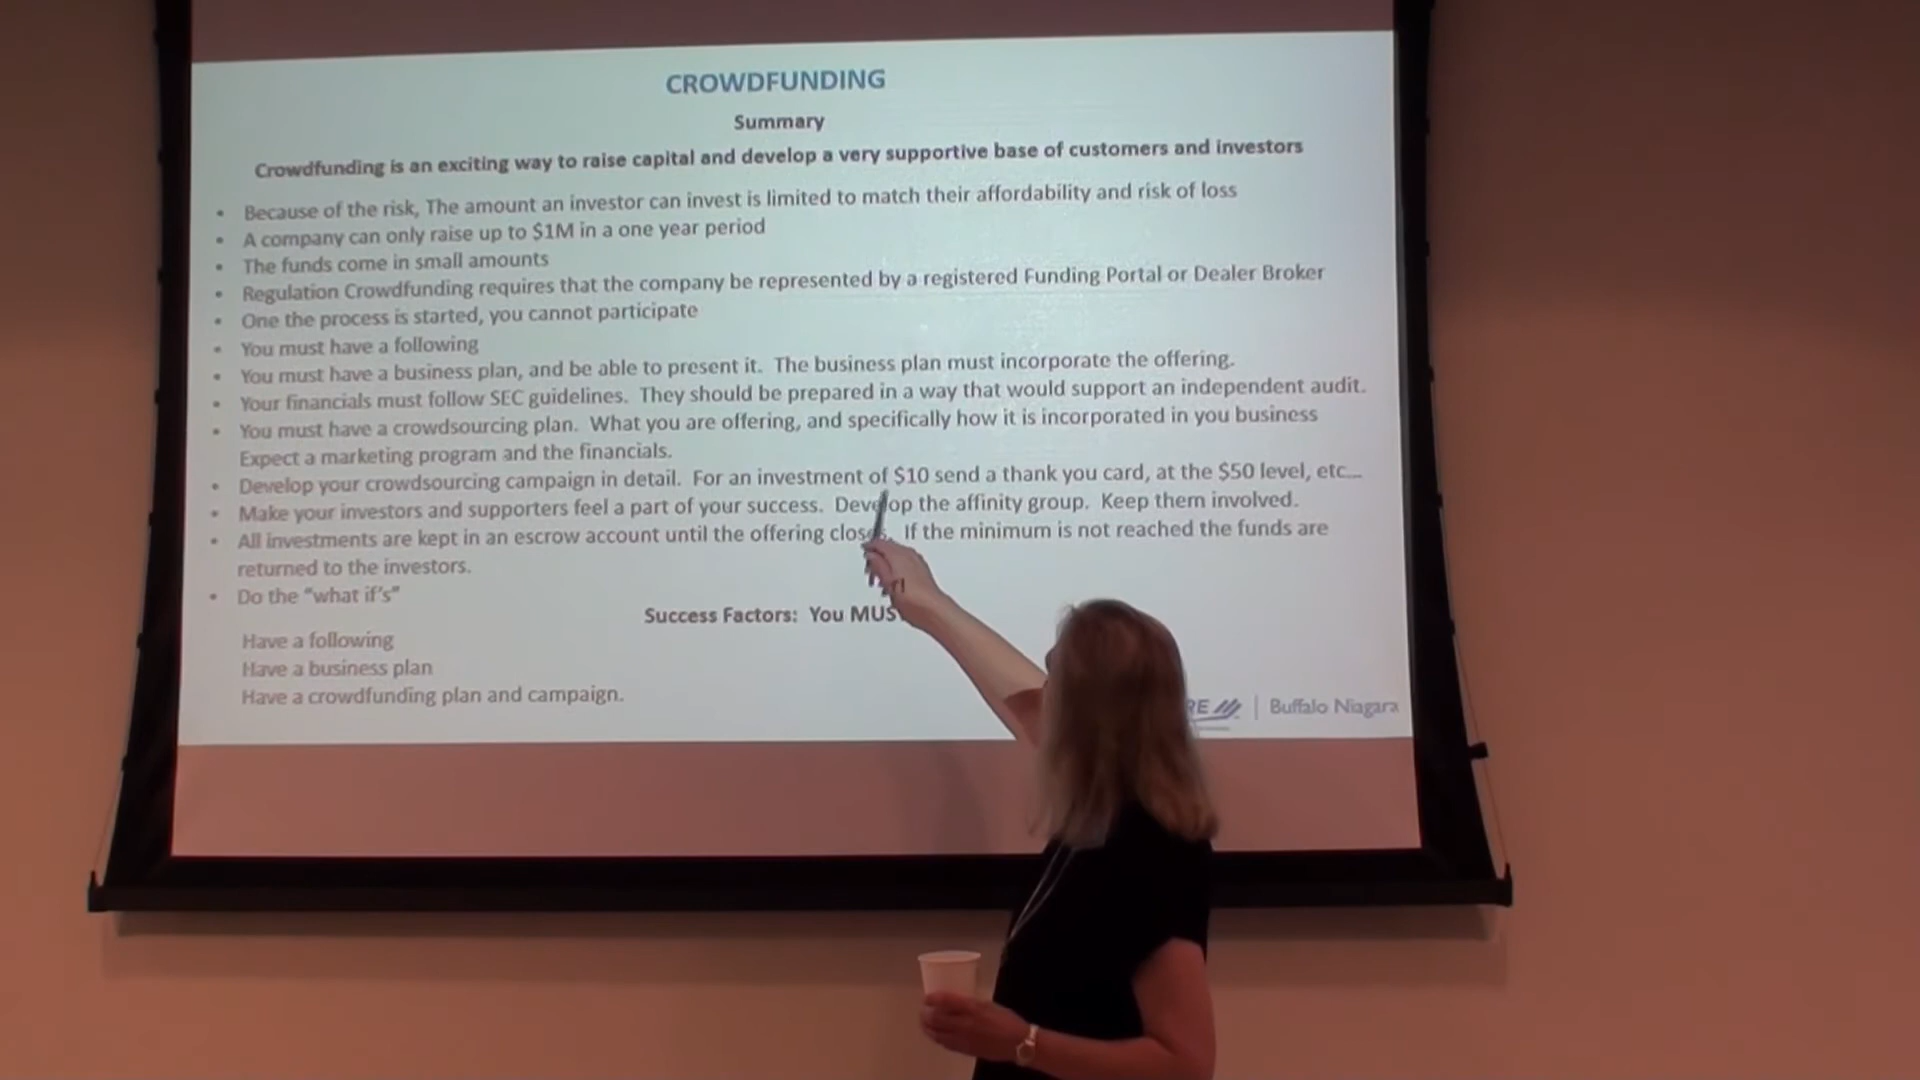 CROWDFUNDING
Summary
Crowdfunding is an exciting way to raise capital and develop a very supportive base of customers and investors
• Because of the risk, The amount an investor can invest is limited to match their affordability and risk of loss
• A company can only raise up to $1M in a one year period
• The funds come in small amounts
• Regulation Crowdfunding requires that the company be represented by a registered Funding Portal or Dealer Broker
• One the process is started, you cannot participate
• You must have a following
• You must have a business plan, and be able to present it. The business plan must incorporate the offering.
• Your financials must follow SEC guidelines. They should be prepared in a way that would support an independent audit.
• You must have a crowdsourcing plan. What you are offering, and specifically how it is incorporated in you business
Expect a marketing program and the financials.
• Develop your crowdsourcing campaign in detail. For an investment of $10 send a thank you card, at the $50 level, etc...
• Make your investors and supporters feel a part of your success. Develop the affinity group. Keep them involved.
• All investments are kept in an escrow account until the offering If the minimum is not reached the funds are
returned to the investors.
• Do the "what if's"
Success Factors: You
Have a following
Have a business plan
Have a crowdfunding plan and campaign.
Buffalo Niagara